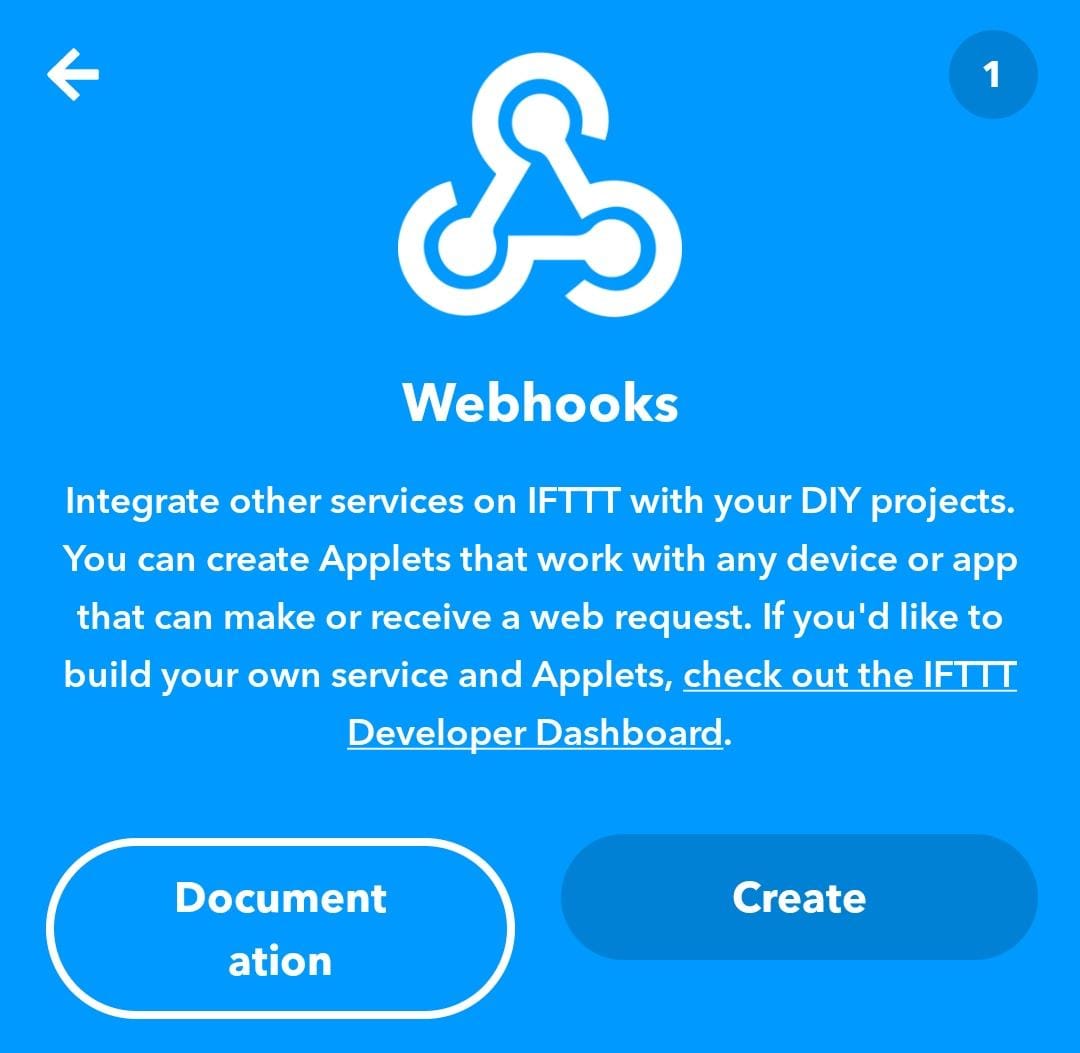 1
Webhooks
Integrate other services on IFTTT with your DIY projects.
You can create Applets that work with any device or app
that can make or receive a web request. If you'd like to
build your own service and Applets, check out the IFTTT
Developer Dashboard.
Document
ation
Create